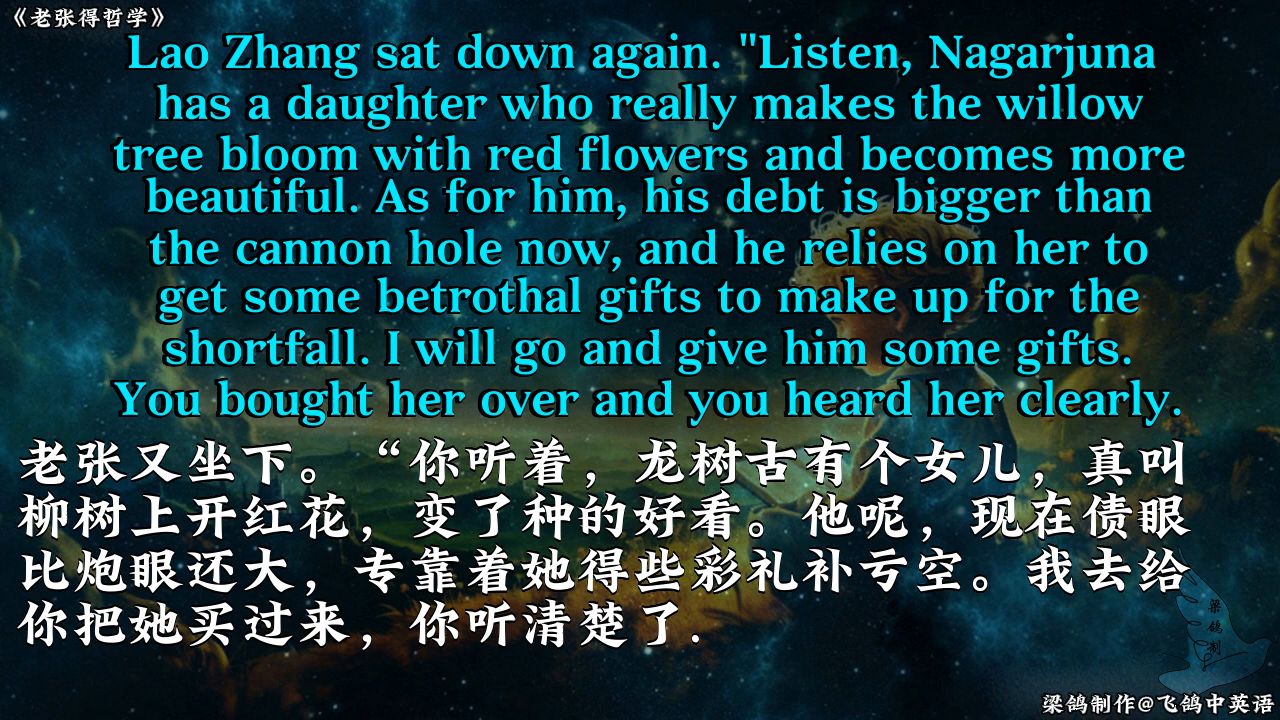 《老张得哲学》
Lao Zhang sat down again. "Listen, Nagarjuna
has a daughter who really makes the willow
tree bloom with red flowers and becomes more
beautiful. As for him, his debt is bigger than
the cannon hole now, and he relies on her to
get some betrothal gifts to make up for the
shortfall. I will go and give him some gifts.
You bought her over and you heard her clearly.
老张又坐下。“你听着，龙树古有个女儿，真叫
柳树上开红花，变了种的好看。他呢，现在债眼
比炮眼还大，专靠着她得些彩礼补亏空。我去给
你把她买过来，你听清楚了.
梁鸽制
梁鸽制作@飞鸽中英语